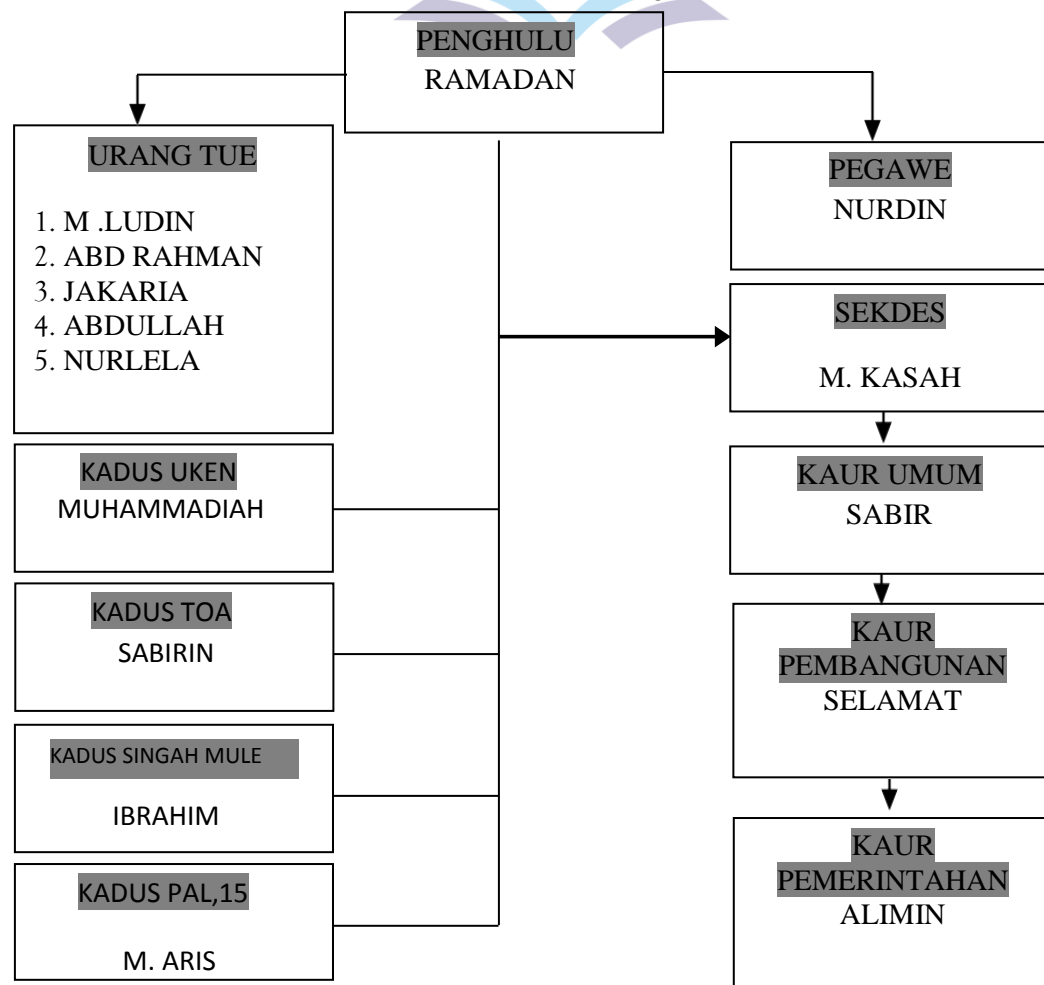 PENGHULU
RAMADAN
URANG TUE
1. M .LUDIN
2. ABD RAHMAN
3. JAKARIA
4. ABDULLAH
5. NURLELA
PEGAWE
NURDIN
SEKDES
M. KASAH
KADUS UKEN
MUHAMMADIAH
KAUR UMUM
SABIR
KADUS TOA
SABIRIN
KAUR
PEMBANGUNAN
SELAMAT
KADUS SINGAH MULE
IBRAHIM
KADUS PAL,15
M. ARIS
KAUR
PEMERINTAHAN
ALIMIN